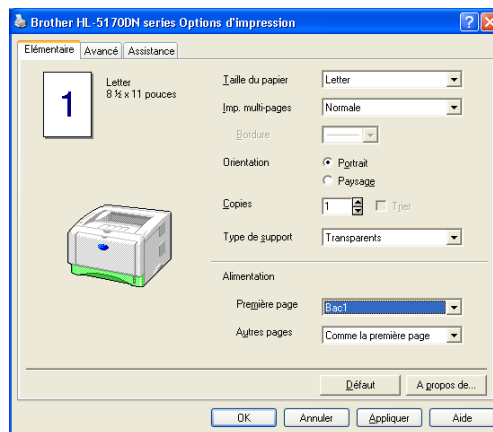 Brother HL-5170DN series Options d'impression
Elémentaire Avancé Assistance
1
Letter
8 ½ x 11 pouces
Taille du papier Letter
Imp. multi-pages Normale
Bordure
Orientation Portrait
Paysage
Copies 1 Trier
Type de support Transparents
Alimentation
Première page Bac1
Autres pages Comme la première page
Défaut A propos de...
OK Annuler Appliquer Aide